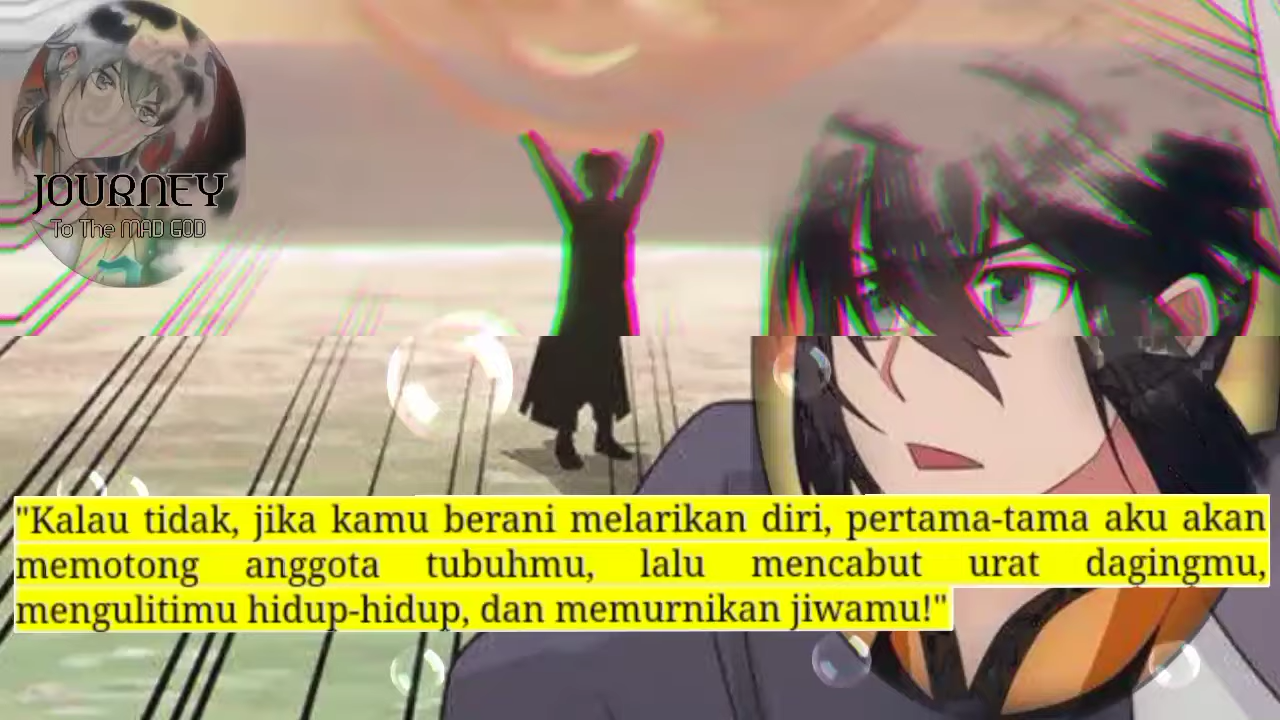 JOURNEY
To The MAD GOD
"Kalau tidak, jika kamu berani melarikan diri, pertama-tama aku akan
memotong anggota tubuhmu, lalu mencabut urat dagingmu,
mengulitimu hidup-hidup, dan memurnikan jiwamu!"